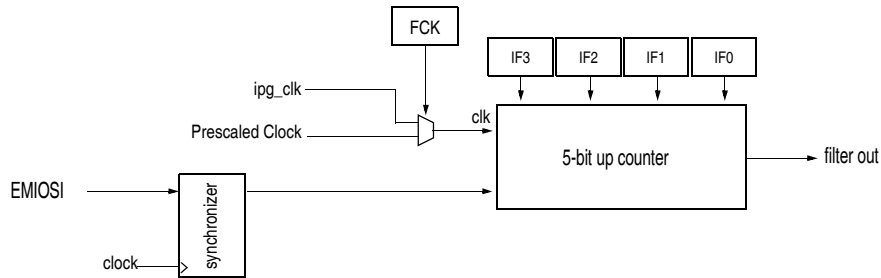 FCK
IF3 IF2 IF1 IF0
ipg_clk
clk
Prescaled Clock
5-bit up counter
filter out
EMIOSI
synchronizer
clock